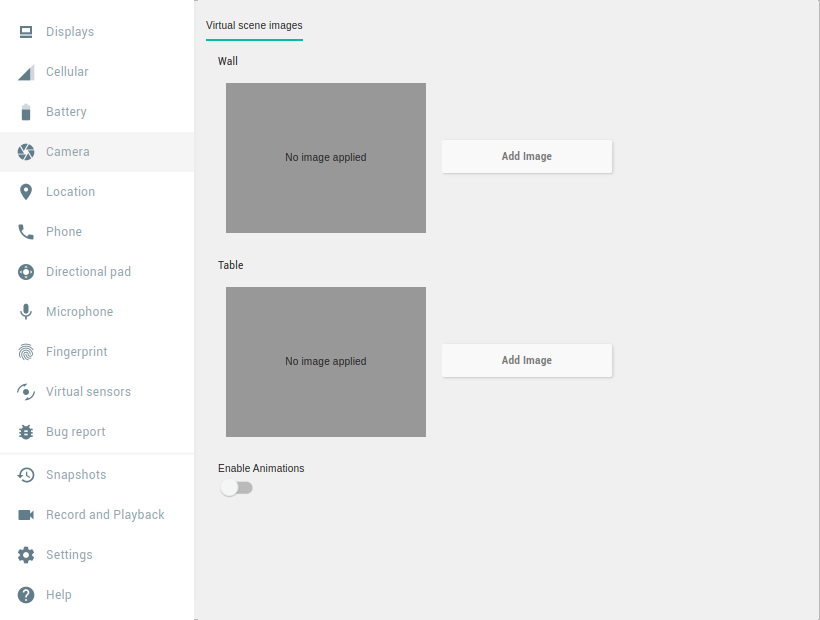 Displays
Cellular
Battery
Camera
Location
Phone
Directional pad
Microphone
Fingerprint
Virtual sensors
Bug report
Snapshots
Record and Playback
Settings
Help
Virtual scene images
Wall
No image applied
Add Image
Table
No image applied
Add Image
Enable Animations